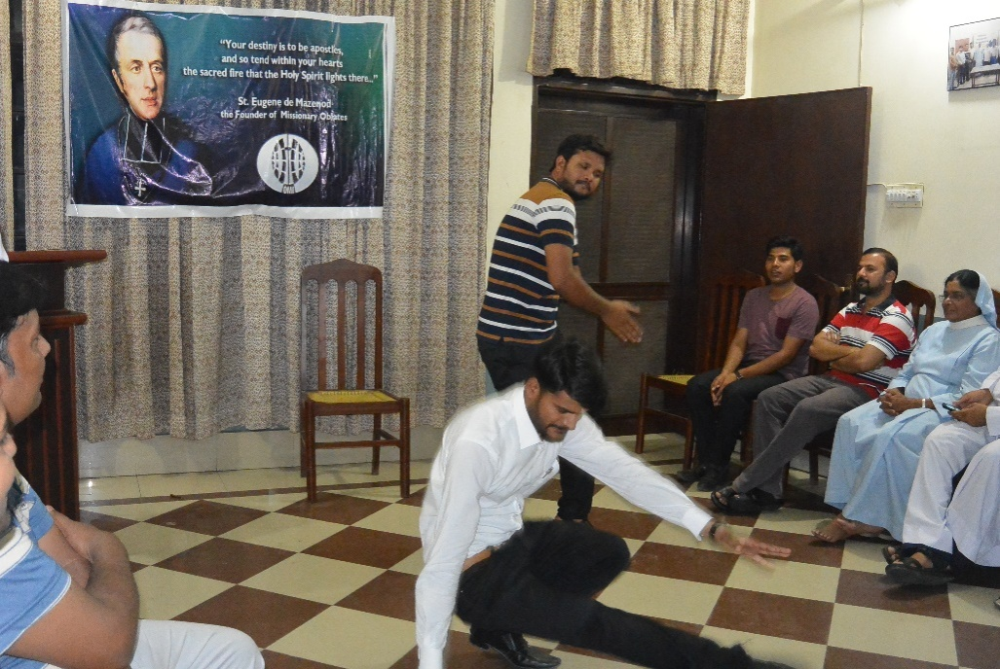 “Your destiny is to be apostles,
and so tend within your hearts
the sacred fire that the Holy Spirit lights there...”
St. Eugene de Mazenod
the Founder of Missionary Oblates
OMI